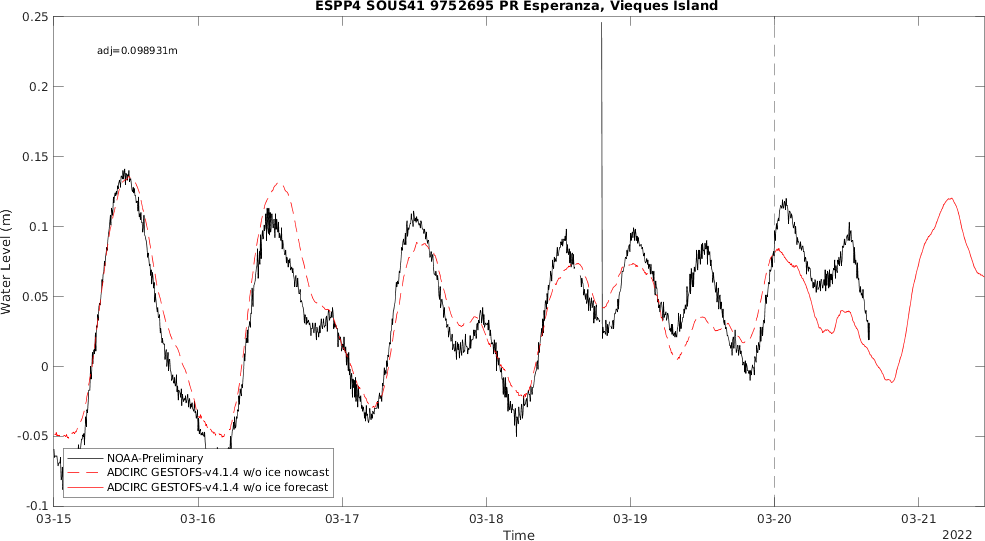 ESPP4 SOUS41 9752695 PR Esperanza, Vieques Island
0.25
adj=0.098931m
0.2
0.15
0.1
0.05
0
-0.05
-0.1
Water Level (m)
NOAA-Preliminary
ADCIRC GESTOFS-v4.1.4 w/o ice nowcast
ADCIRC GESTOFS-v4.1.4 w/o ice forecast
03-15 03-16 03-17 03-18 03-19 03-20 03-21
Time
2022